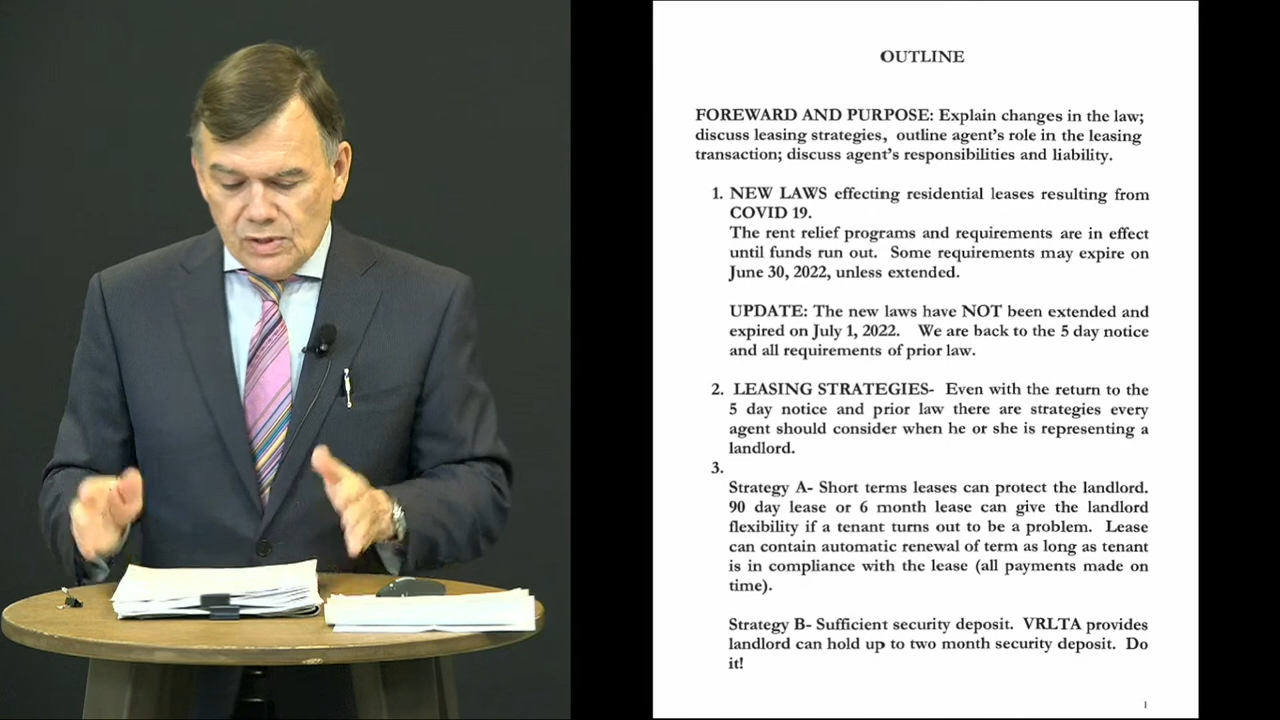 OUTLINE
FOREWARD AND PURPOSE: Explain changes in the law;
discuss leasing strategies, outline agent's role in the leasing
transaction; discuss agent's responsibilities and liability.
1. NEW LAWS effecting residential leases resulting from
COVID 19.
The rent relief programs and requirements are in effect
until funds run out. Some requirements may expire on
June 30, 2022, unless extended.
UPDATE: The new laws have NOT been extended and
expired on July 1, 2022. We are back to the 5 day notice
and all requirements of prior law.
2. LEASING STRATEGIES- Even with the return to the
5 day notice and prior law there are strategies every
agent should consider when he or she is representing a
landlord.
3.
Strategy A- Short terms leases can protect the landlord.
90 day lease or 6 month lease can give the landlord
flexibility if a tenant turns out to be a problem. Lease
can contain automatic renewal of term as long as tenant
is in compliance with the lease (all payments made on
time).
Strategy B- Sufficient security deposit. VRLTA provides
landlord can hold up to two month security deposit. Do
it!
1